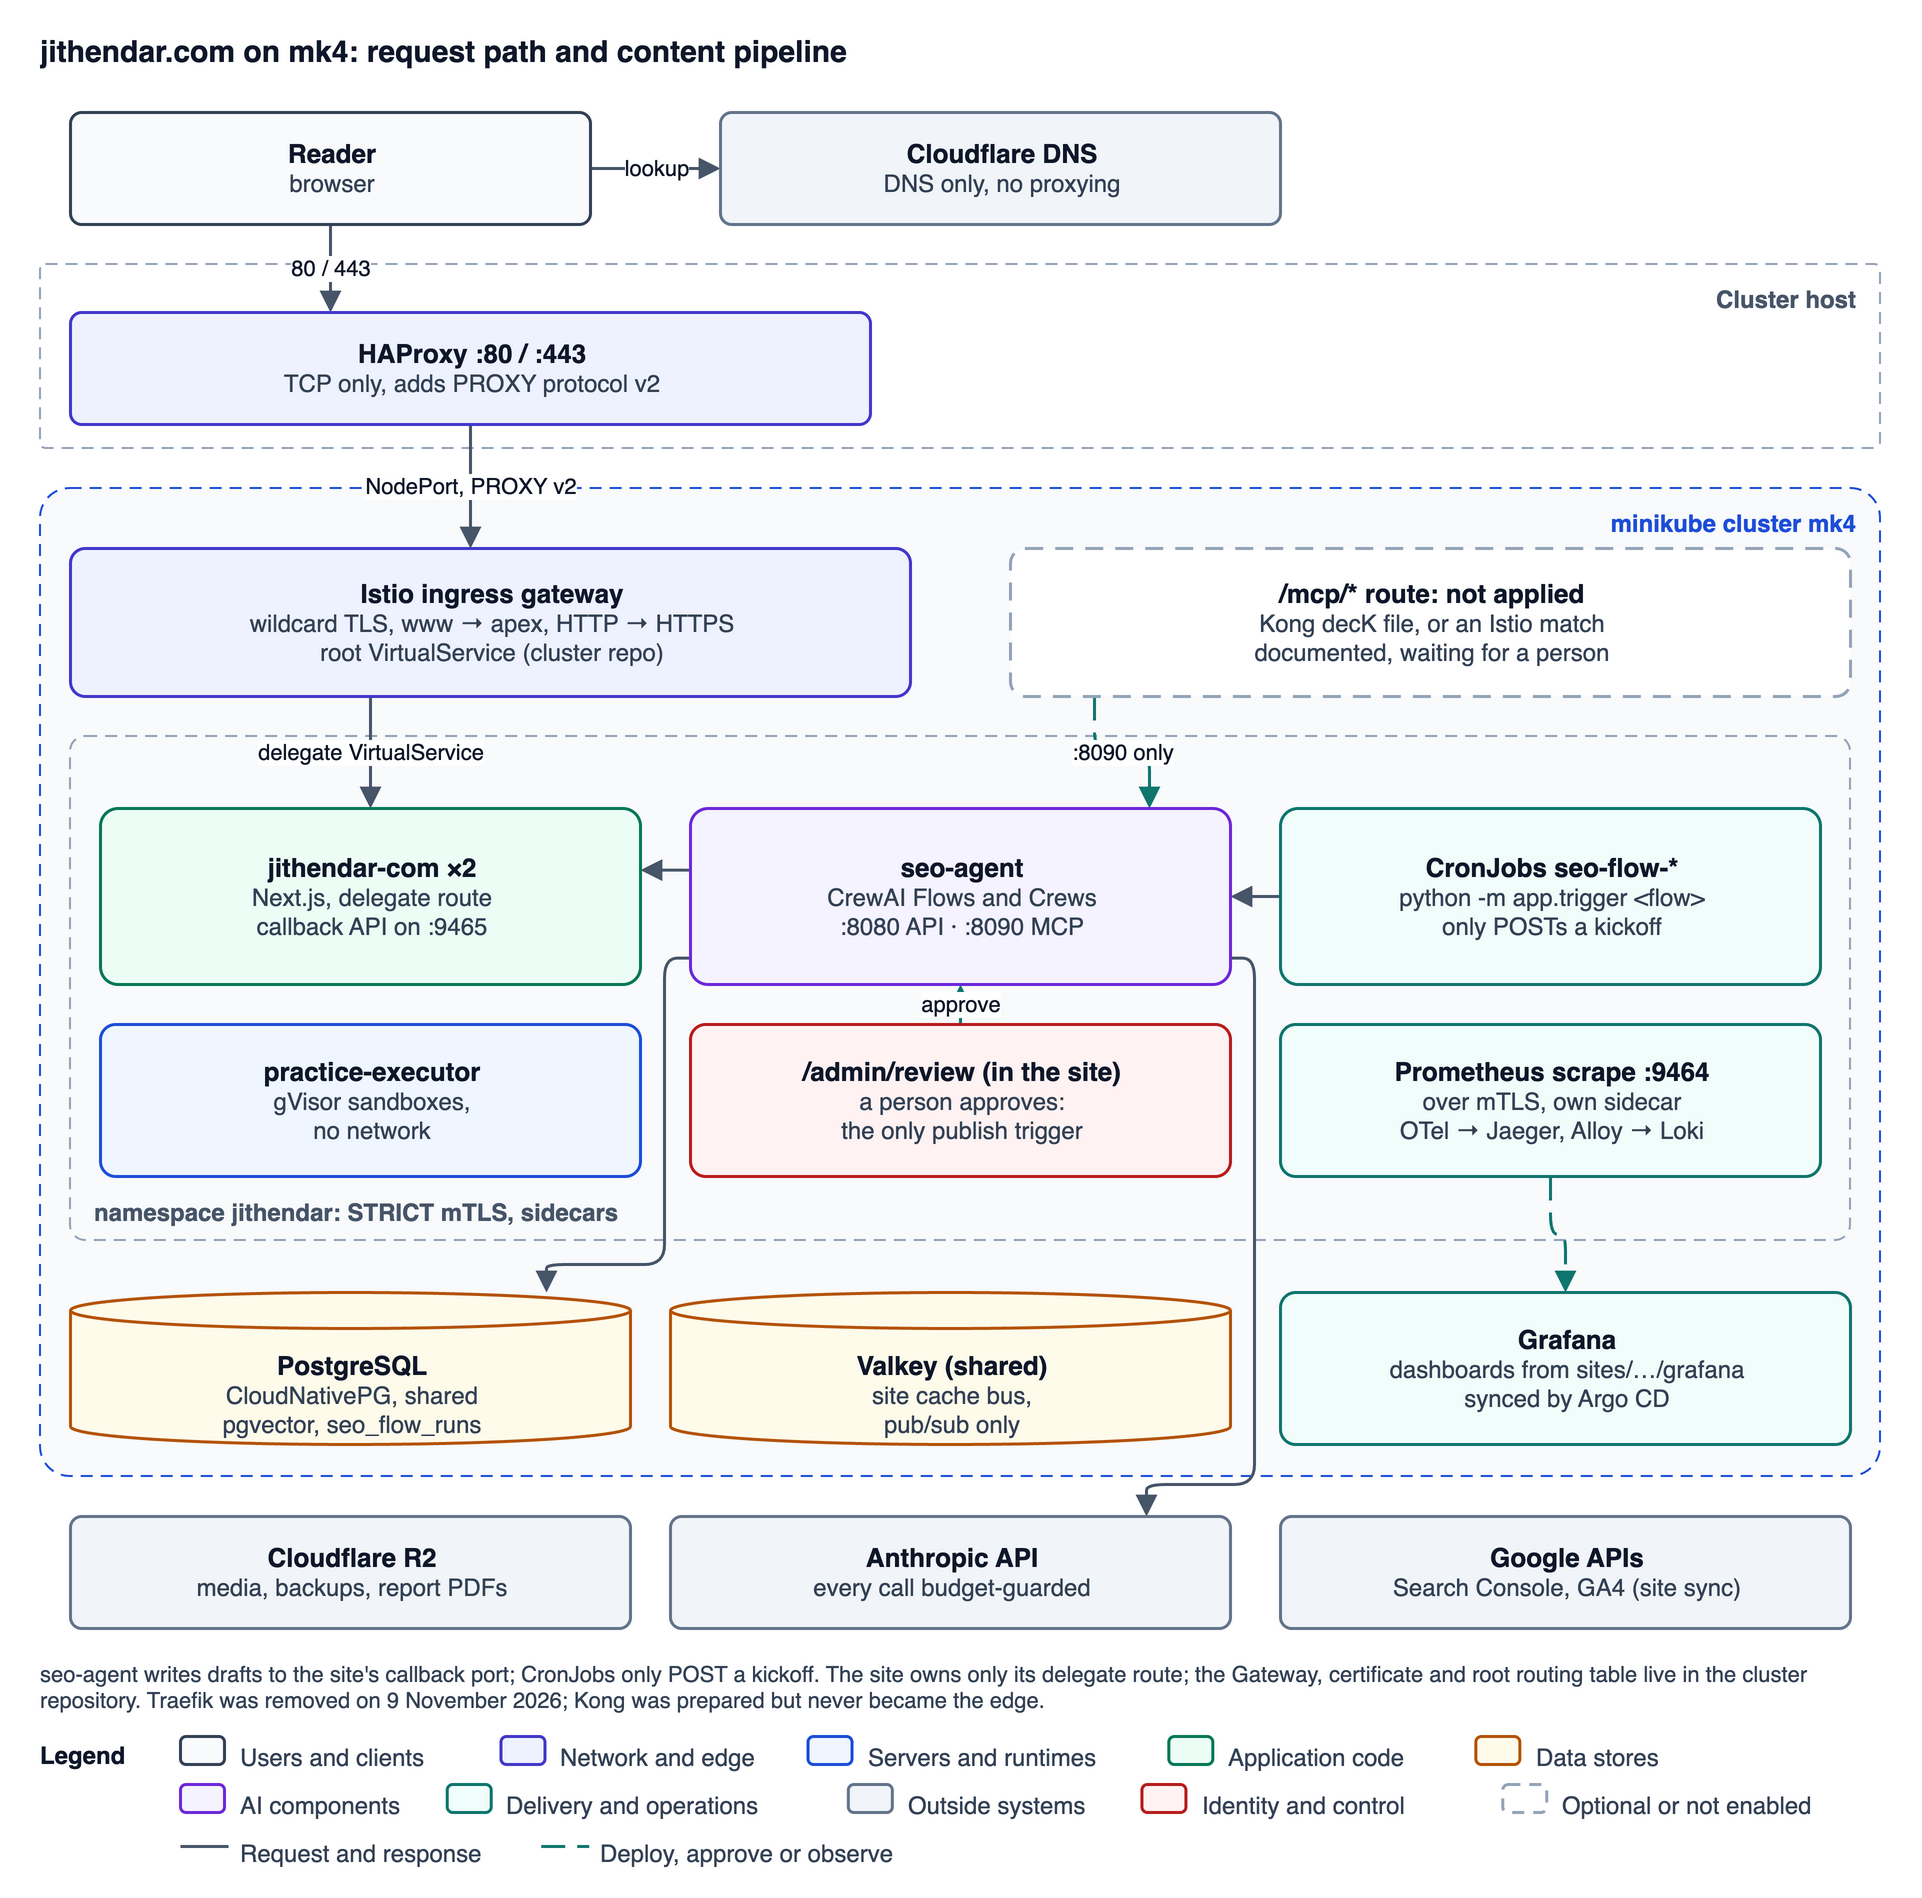 jithendar.com on mk4: request path and content pipeline
Reader
browser
lookup
Cloudflare DNS
DNS only, no proxying
80 / 443
Cluster host
HAProxy :80 / :443
TCP only, adds PROXY protocol v2
NodePort, PROXY v2
minikube cluster mk4
Istio ingress gateway
wildcard TLS, www → apex, HTTP → HTTPS
root VirtualService (cluster repo)
/mcp/* route: not applied
Kong decK file, or an Istio match
documented, waiting for a person
delegate VirtualService
:8090 only
jithendar-com ×2
Next.js, delegate route
callback API on :9465
seo-agent
CrewAI Flows and Crews
:8080 API · :8090 MCP
CronJobs seo-flow-*
python -m app.trigger <flow>
only POSTs a kickoff
approve
practice-executor
gVisor sandboxes,
no network
/admin/review (in the site)
a person approves:
the only publish trigger
Prometheus scrape :9464
over mTLS, own sidecar
OTel → Jaeger, Alloy → Loki
namespace jithendar: STRICT mTLS, sidecars
PostgreSQL
CloudNativePG, shared
pgvector, seo_flow_runs
Valkey (shared)
site cache bus,
pub/sub only
Grafana
dashboards from sites/…/grafana
synced by Argo CD
Cloudflare R2
media, backups, report PDFs
Anthropic API
every call budget-guarded
Google APIs
Search Console, GA4 (site sync)
seo-agent writes drafts to the site's callback port; CronJobs only POST a kickoff. The site owns only its delegate route; the Gateway, certificate and root routing table live in the cluster
repository. Traefik was removed on 9 November 2026; Kong was prepared but never became the edge.
Legend
Users and clients
Network and edge
Servers and runtimes
Application code
Data stores
AI components
Delivery and operations
Outside systems
Identity and control
Optional or not enabled
Request and response
Deploy, approve or observe